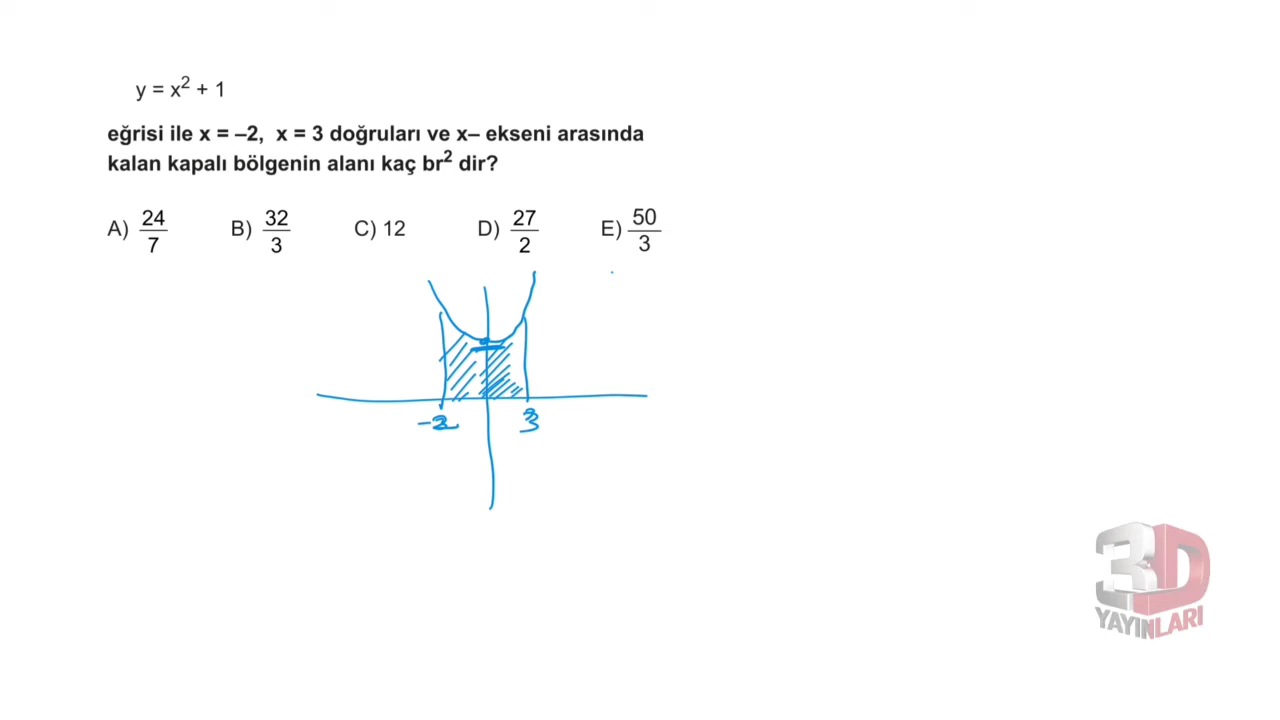 y = x² + 1
eğrisi ile x = –2, x = 3 doğruları ve x– ekseni arasında
kalan kapalı bölgenin alanı kaç br² dir?
A) 24/7 B) 32/3 C) 12 D) 27/2 E) 50/3
-2 3
3D
YAYINLARI